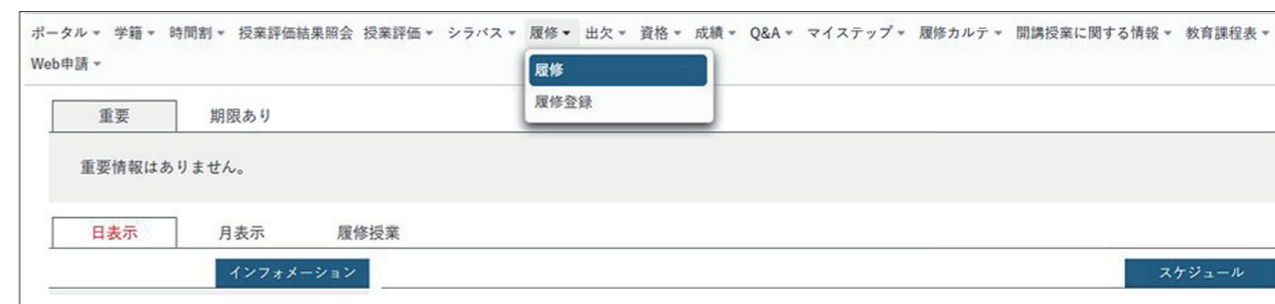 ポータル 学籍 時間割 授業評価結果照会 授業評価 シラバス 履修 出欠 資格 成績 Q&A マイステップ 履修カルテ 開講授業に関する情報 教育課程表
Web申請
履修
履修登録
重要 期限あり
重要情報はありません。
日表示 月表示 履修授業
インフォメーション スケジュール